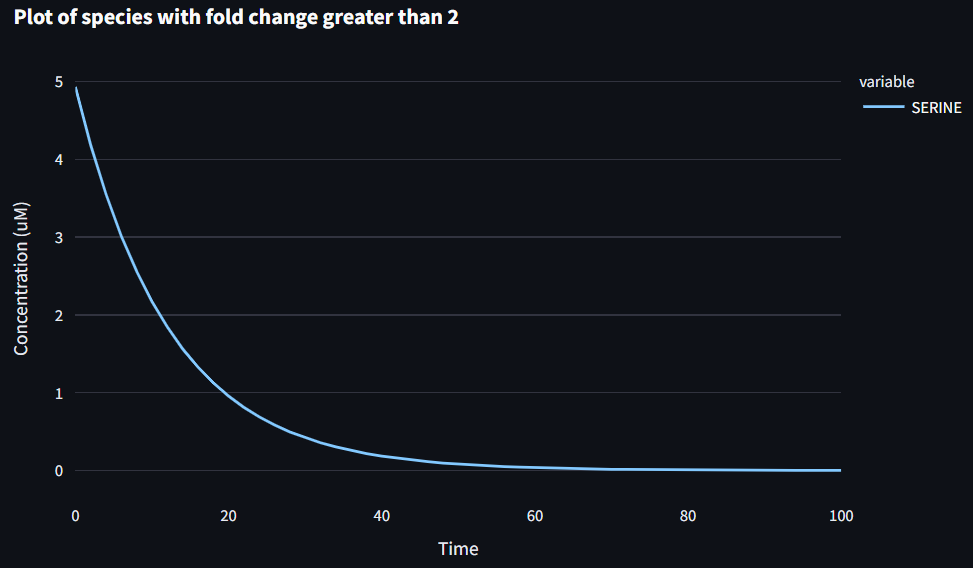 Plot of species with fold change greater than 2
variable
SERINE
Concentration (uM)
5
4
3
2
1
0
0 20 40 60 80 100
Time